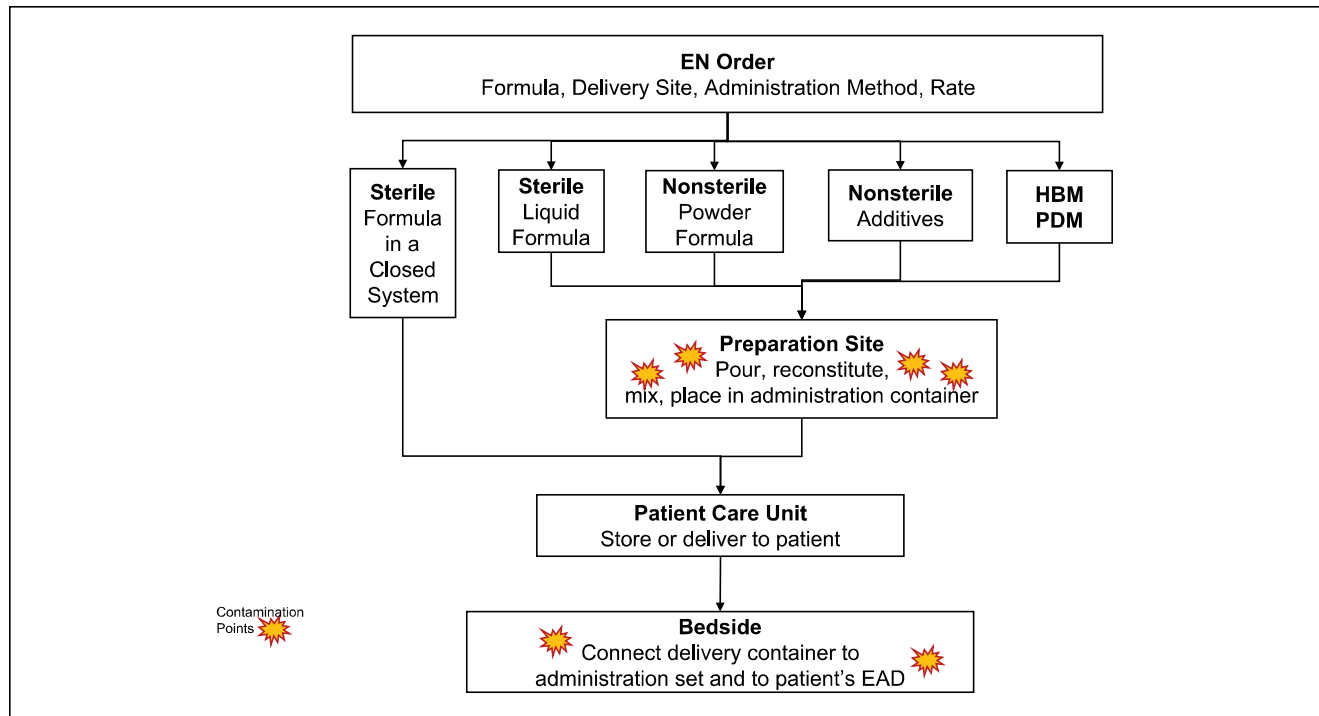 EN Order
Formula, Delivery Site, Administration Method, Rate
Sterile
Formula
in a
Closed
System
Sterile
Liquid
Formula
Nonsterile
Powder
Formula
Nonsterile
Additives
HBM
PDM
Preparation Site
Pour, reconstitute,
mix, place in administration container
Patient Care Unit
Store or deliver to patient
Contamination
Points
Bedside
Connect delivery container to
administration set and to patient's EAD